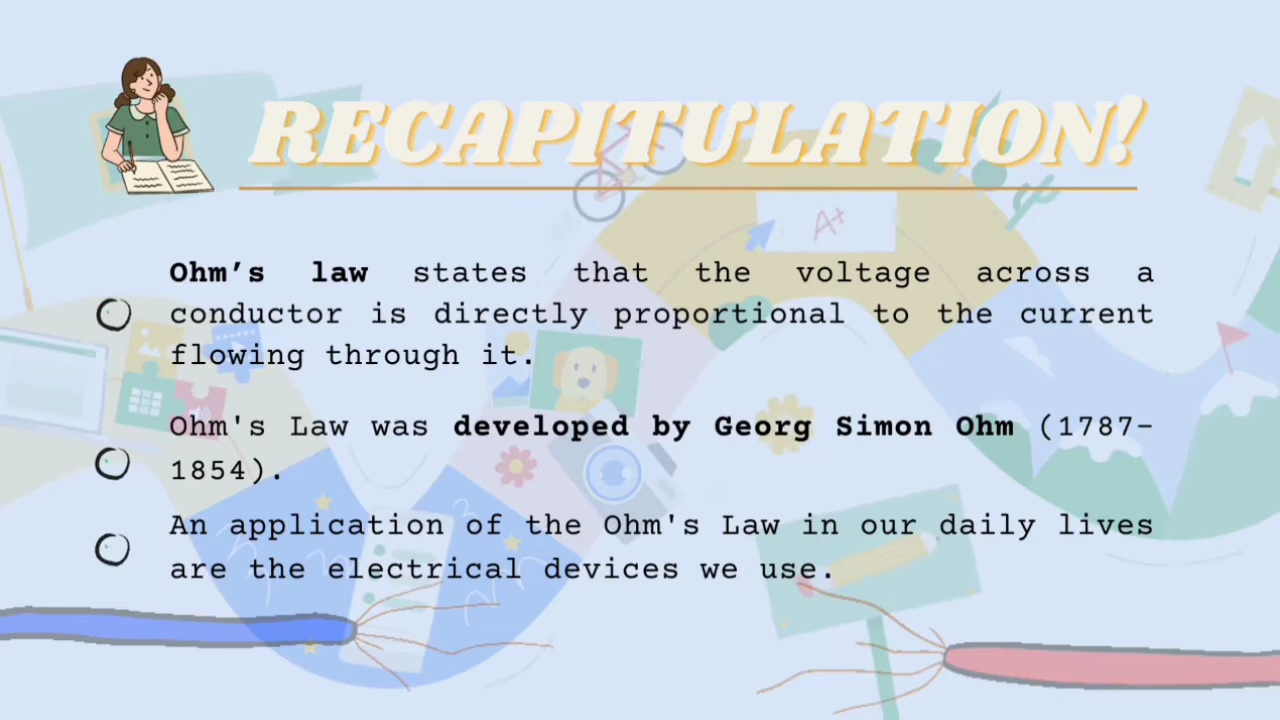 RECAPITULATION!
A+
Ohm’s law states that the voltage across a
conductor is directly proportional to the current
flowing through it.
Ohm's Law was developed by Georg Simon Ohm (1787-
1854).
An application of the Ohm's Law in our daily lives
are the electrical devices we use.